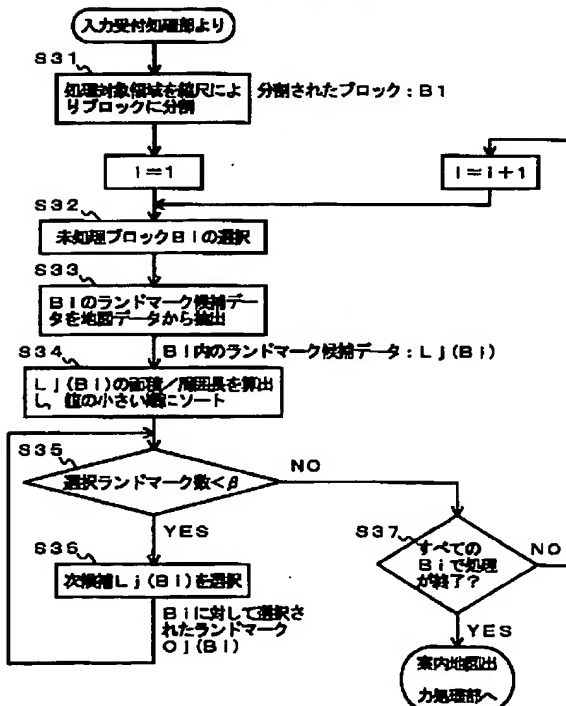 入力受付処理部より
S31
処理対象領域を縮尺によ
りブロックに分割
分割されたブロック：B1
i＝1
i＝i＋1
S32
未処理ブロックBiの選択
S33
Biのランドマーク候補デー
タを地図データから抽出
Bi内のランドマーク候補データ：Lj(Bi)
S34
Lj(Bi)の面積／周囲長を算出
し、値の小さい順にソート
S35
選択ランドマーク数＜β
NO
YES
S36
次候補Lj(Bi)を選択
Biに対して選択さ
れたランドマーク
Oj(Bi)
S37
すべての
Biで処理
が終了？
NO
YES
案内地図出
力処理部へ